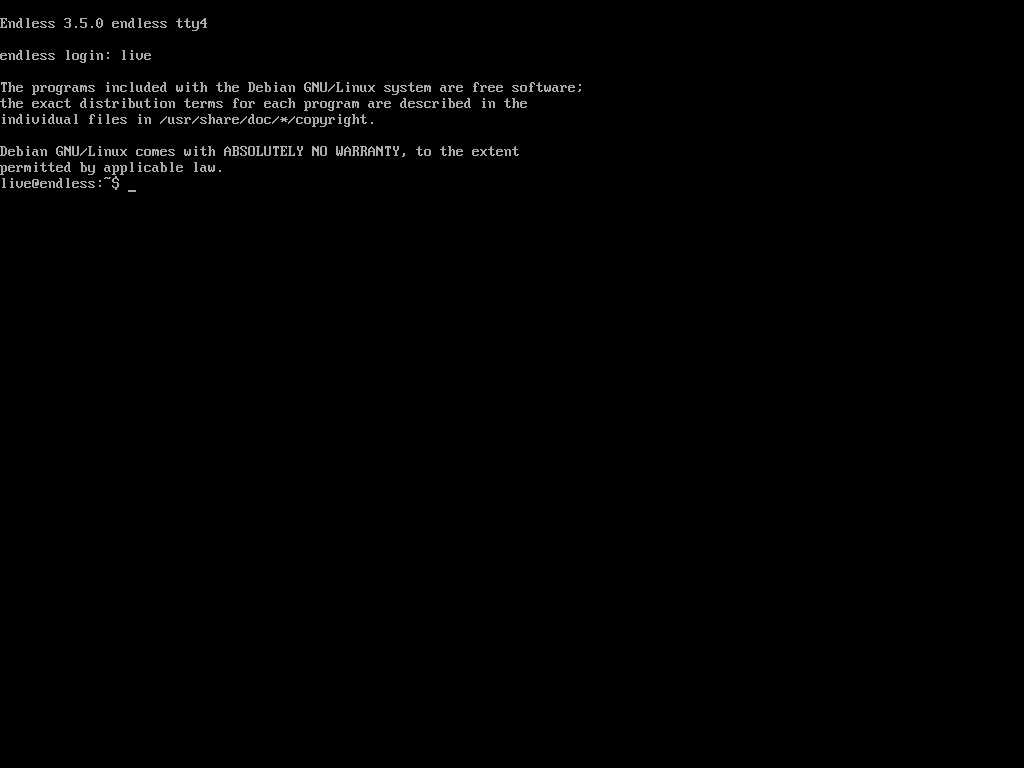 Endless 3.5.0 endless tty4
endless login: live
The programs included with the Debian GNU/Linux system are free software;
the exact distribution terms for each program are described in the
individual files in /usr/share/doc/*/copyright.
Debian GNU/Linux comes with ABSOLUTELY NO WARRANTY, to the extent
permitted by applicable law.
live@endless:~$ _